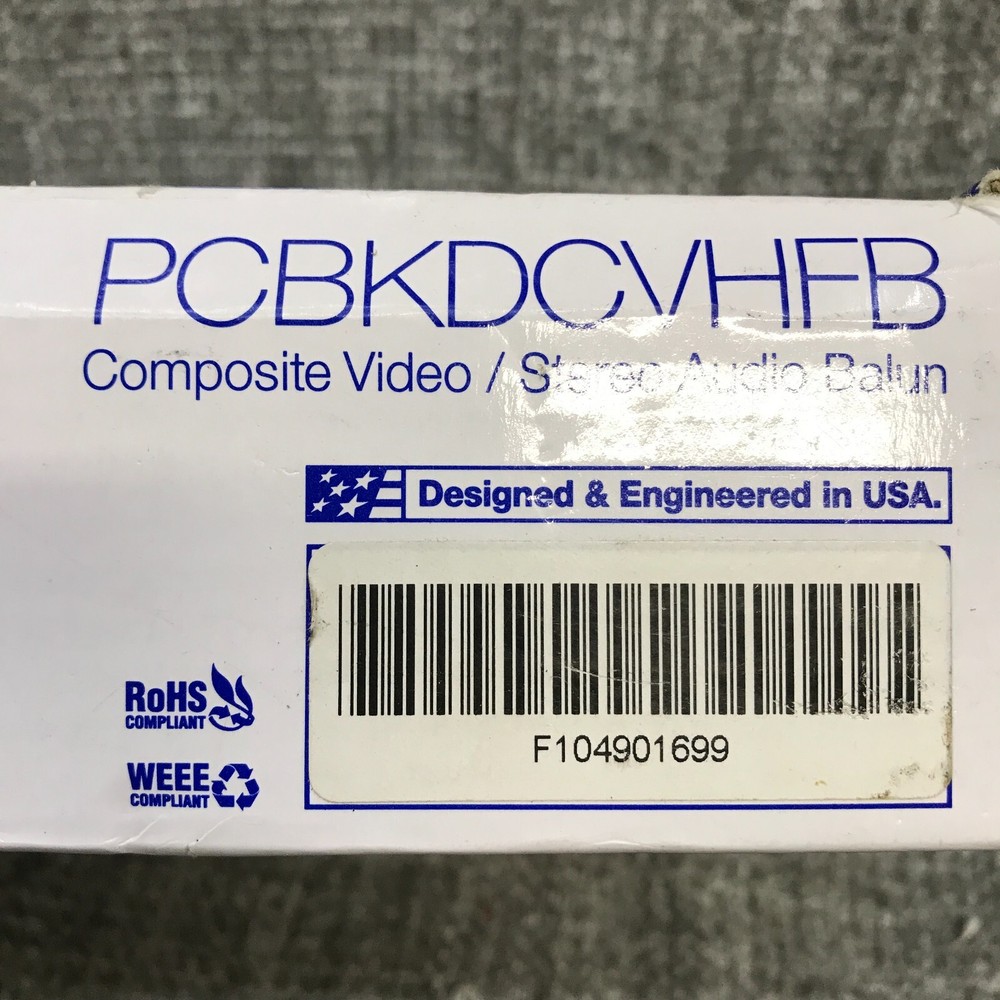 PCBKDCVHFB
Composite Video / Stereo Audio Balun
Designed & Engineered in USA.
RoHS
COMPLIANT
F104901699
WEEE
COMPLIANT